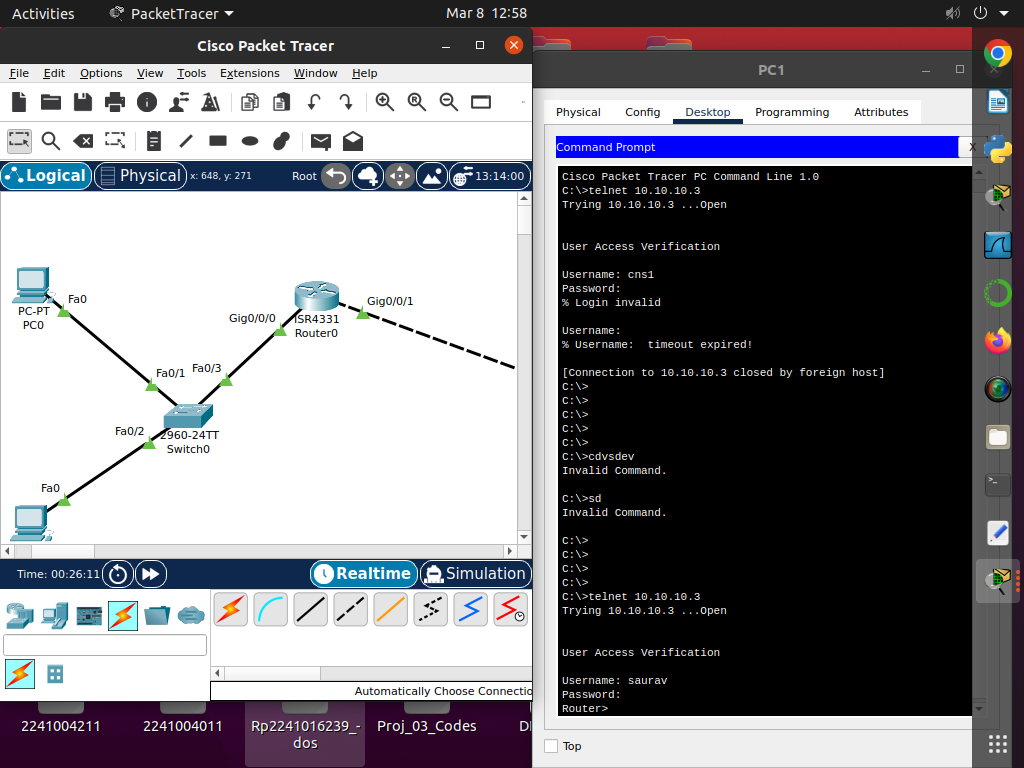 Activities PacketTracer Mar 8 12:58
Cisco Packet Tracer
File Edit Options View Tools Extensions Window Help
Logical Physical x: 648, y: 271 Root 13:14:00
Fa0
PC-PT
PC0
Gig0/0/0
ISR4331
Router0
Gig0/0/1
Fa0/1
Fa0/3
Fa0/2
2960-24TT
Switch0
Fa0
Time: 00:26:11 Realtime Simulation
Automatically Choose Connectio
2241004211
2241004011
Rp2241016239_-
dos
Proj_03_Codes
PC1
Physical Config Desktop Programming Attributes
Command Prompt X
Cisco Packet Tracer PC Command Line 1.0
C:\>telnet 10.10.10.3
Trying 10.10.10.3 ...Open
User Access Verification
Username: cns1
Password:
% Login invalid
Username:
% Username:  timeout expired!
[Connection to 10.10.10.3 closed by foreign host]
C:\>
C:\>
C:\>
C:\>
C:\>
C:\>cdvsdev
Invalid Command.
C:\>sd
Invalid Command.
C:\>
C:\>
C:\>
C:\>
C:\>telnet 10.10.10.3
Trying 10.10.10.3 ...Open
User Access Verification
Username: saurav
Password:
Router>
Top